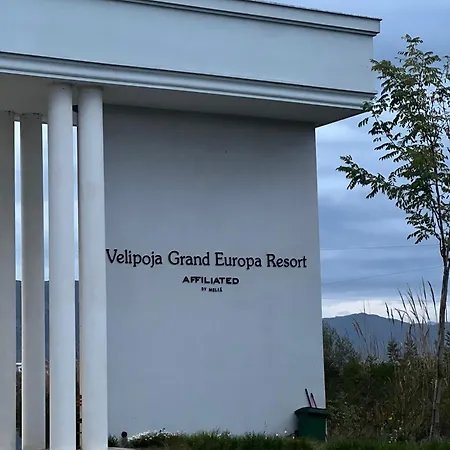 Velipoja Grand Europa Resort
AFFILIATED
BY MELIÁ